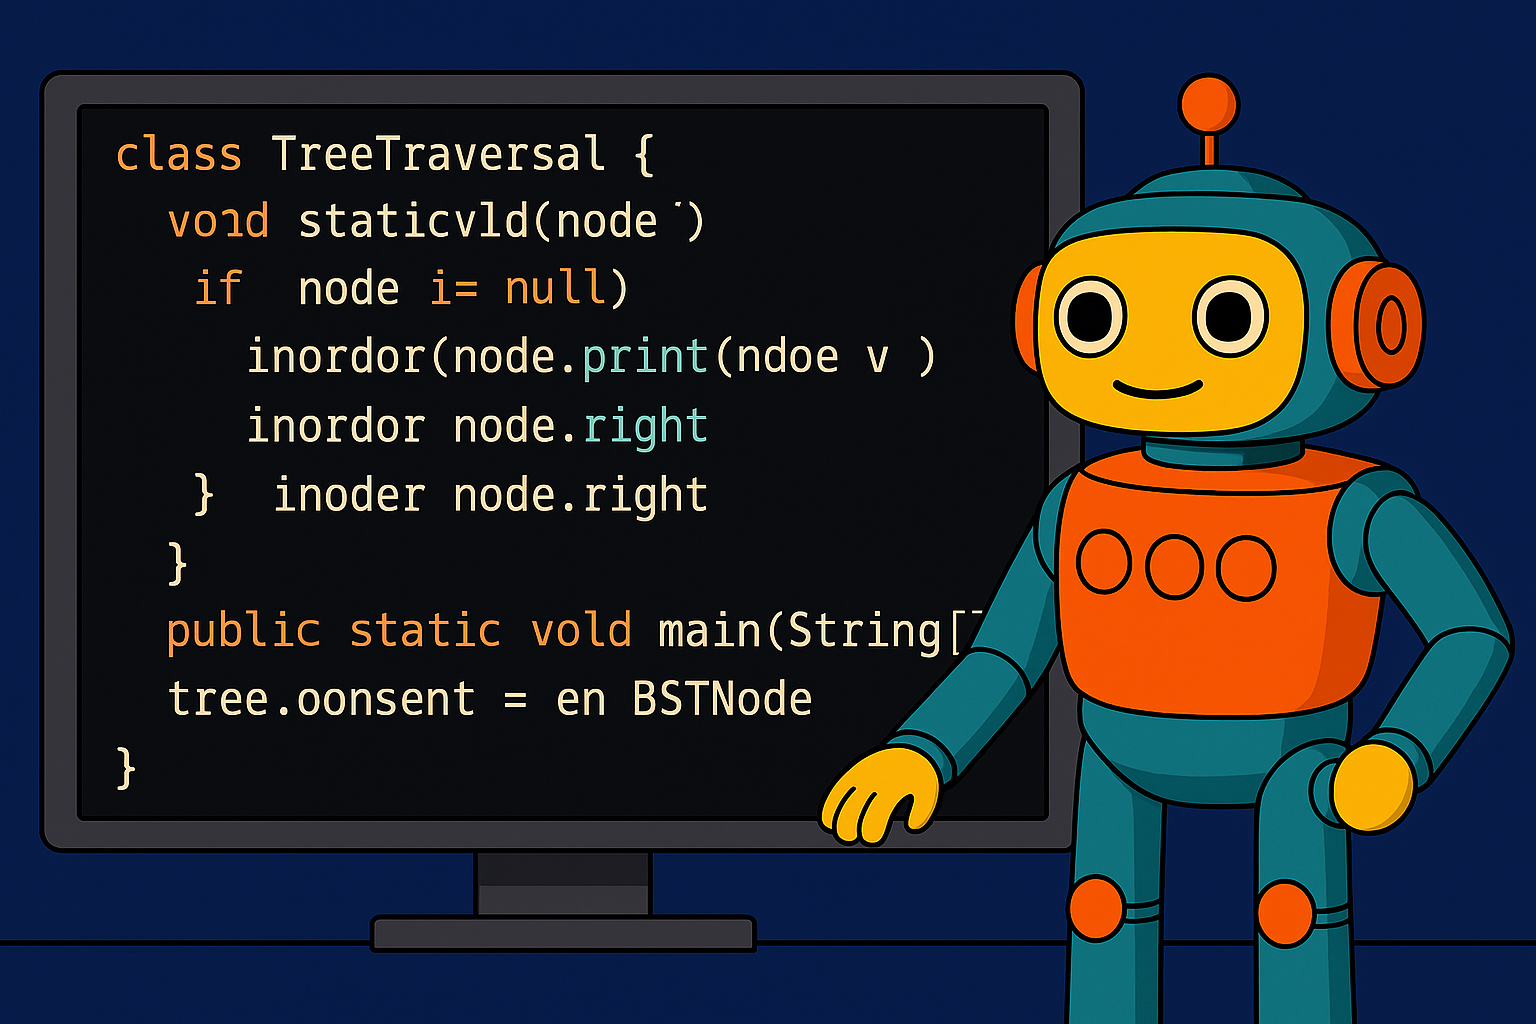 class TreeTraversal {
void staticvld(node ')
if node i= null)
inordor(node.print(ndoe v )
inordor node.right
} inoder node.right
}
public static vold main(String[]
tree.oonsent = en BSTNode
}